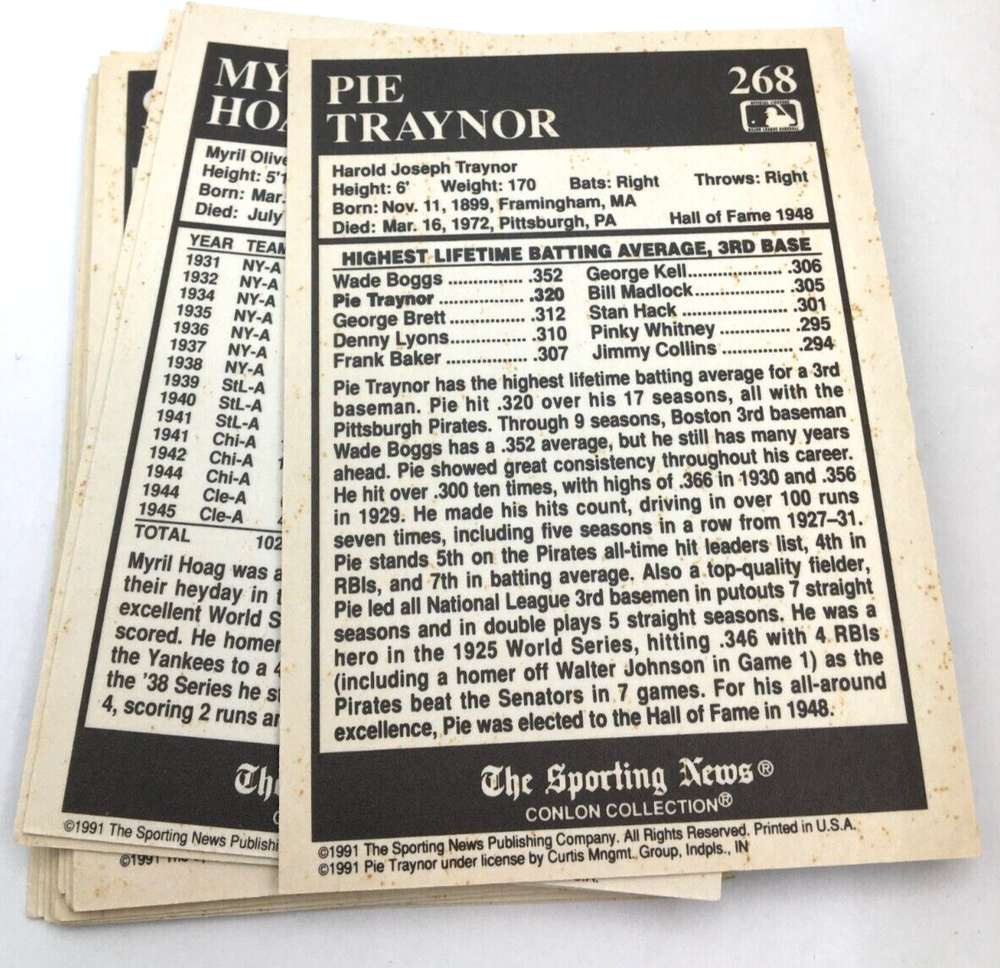 PIE
TRAYNOR
268
Harold Joseph Traynor
Height: 6' Weight: 170 Bats: Right Throws: Right
Born: Nov. 11, 1899, Framingham, MA
Died: Mar. 16, 1972, Pittsburgh, PA Hall of Fame 1948
HIGHEST LIFETIME BATTING AVERAGE, 3RD BASE
Wade Boggs .............. .352 George Kell................. .306
Pie Traynor ............... .320 Bill Madlock................ .305
George Brett ............. .312 Stan Hack .................. .301
Denny Lyons............. .310 Pinky Whitney ............ .295
Frank Baker .............. .307 Jimmy Collins ............. .294
Pie Traynor has the highest lifetime batting average for a 3rd
baseman. Pie hit .320 over his 17 seasons, all with the
Pittsburgh Pirates. Through 9 seasons, Boston 3rd baseman
Wade Boggs has a .352 average, but he still has many years
ahead. Pie showed great consistency throughout his career.
He hit over .300 ten times, with highs of .366 in 1930 and .356
in 1929. He made his hits count, driving in over 100 runs
seven times, including five seasons in a row from 1927–31.
Pie stands 5th on the Pirates all-time hit leaders list, 4th in
RBIs, and 7th in batting average. Also a top-quality fielder,
Pie led all National League 3rd basemen in putouts 7 straight
seasons and in double plays 5 straight seasons. He was a
hero in the 1925 World Series, hitting .346 with 4 RBIs
(including a homer off Walter Johnson in Game 1) as the
Pirates beat the Senators in 7 games. For his all-around
excellence, Pie was elected to the Hall of Fame in 1948.
The Sporting News®
CONLON COLLECTION®
©1991 The Sporting News Publishing Company. All Rights Reserved. Printed in U.S.A.
©1991 Pie Traynor under license by Curtis Mngmt. Group, Indpls., IN
MY
HOA
Myril Olive
Height: 5'1
Born: Mar.
Died: July
YEAR TEAM
1931 NY-A
1932 NY-A
1934 NY-A
1935 NY-A
1936 NY-A
1937 NY-A
1938 NY-A
1939 StL-A
1940 StL-A
1941 StL-A
1941 Chi-A
1942 Chi-A
1944 Chi-A
1944 Cle-A
1945 Cle-A
TOTAL 102
Myril Hoag was a
their heyday in t
excellent World S
scored. He homer
the Yankees to a 4
the '38 Series he st
4, scoring 2 runs an
Th
©1991 The Sporting News Publishi
©1991